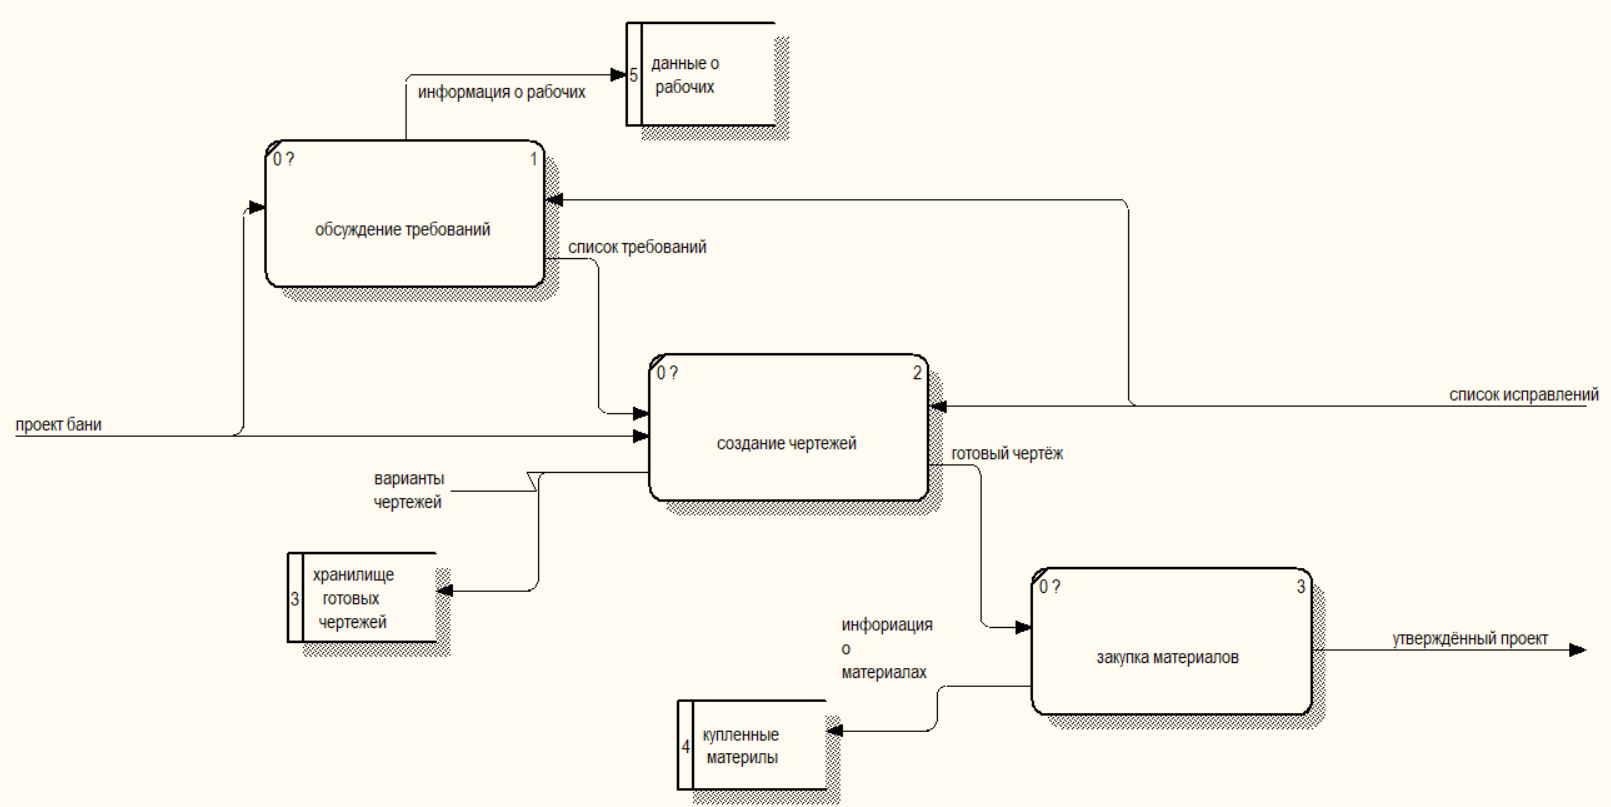 данные о
рабочих
5
информация о рабочих
0 ?
1
обсуждение требований
список требований
0 ?
2
список исправлений
проект бани
создание чертежей
готовый чертёж
варианты
чертежей
хранилище
готовых
чертежей
3
0 ?
3
инфориация
о
материалах
утверждённый проект
закупка материалов
купленные
материлы
4